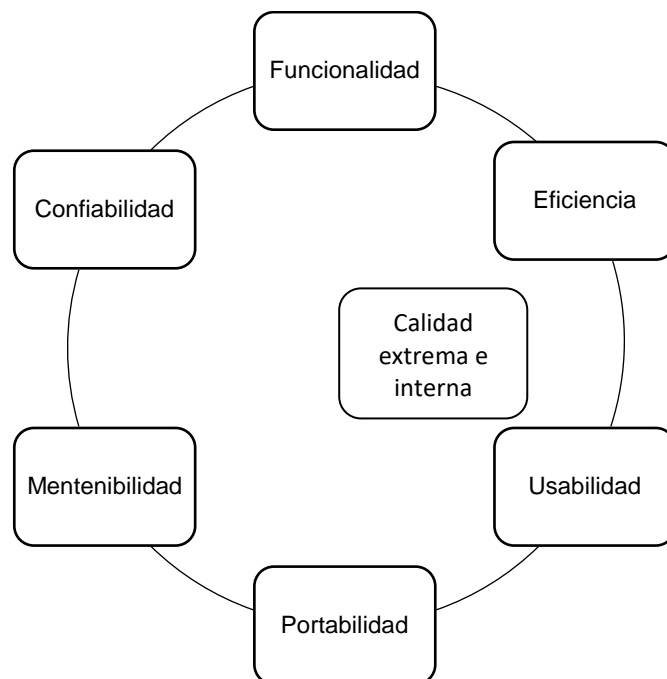 Funcionalidad
Confiabilidad
Eficiencia
Calidad
extrema e
interna
Mentenibilidad
Usabilidad
Portabilidad